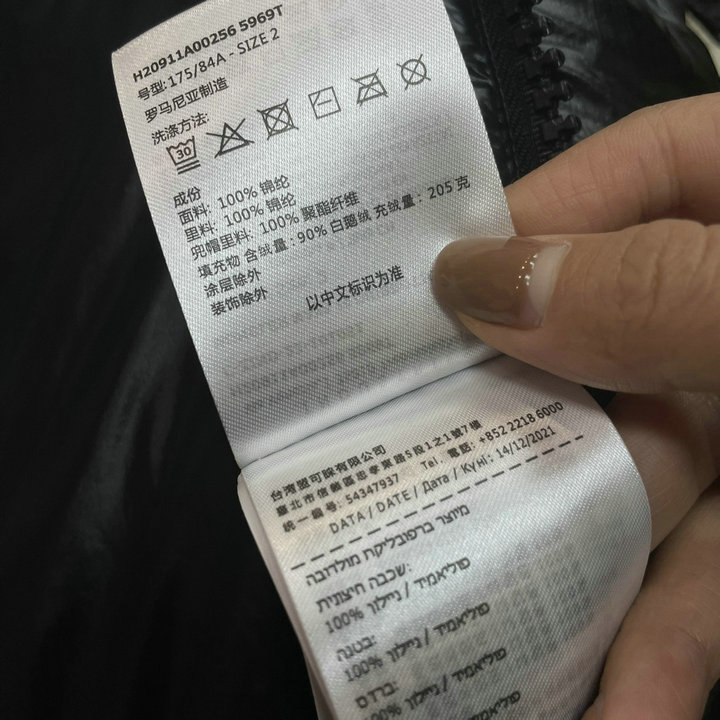 H20911A00256 5969T
号型:175/84A - SIZE 2
罗马尼亚制造
洗涤方法:
30
成份
面料: 100% 锦纶
里料: 100% 锦纶
兜帽里料: 100% 聚酯纤维
填充物 含绒量: 90% 白鹅绒 充绒量: 205 克
涂层除外
装饰除外
以中文标识为准
台湾盟可睞有限公司
臺北市信義區忠孝東路5段1之1號7樓
統一編号: 54347937 Tel. 電話: +852 2218 6000
DATA / DATE / Дата / Күні: 14/12/2021
מיוצר ברפובליקת מולדובה
שכבה חיצונית:
100% פוליאמיד / ניילון
בטנה:
100% פוליאמיד / ניילון
ברדס:
100% פוליאמיד / ניילון